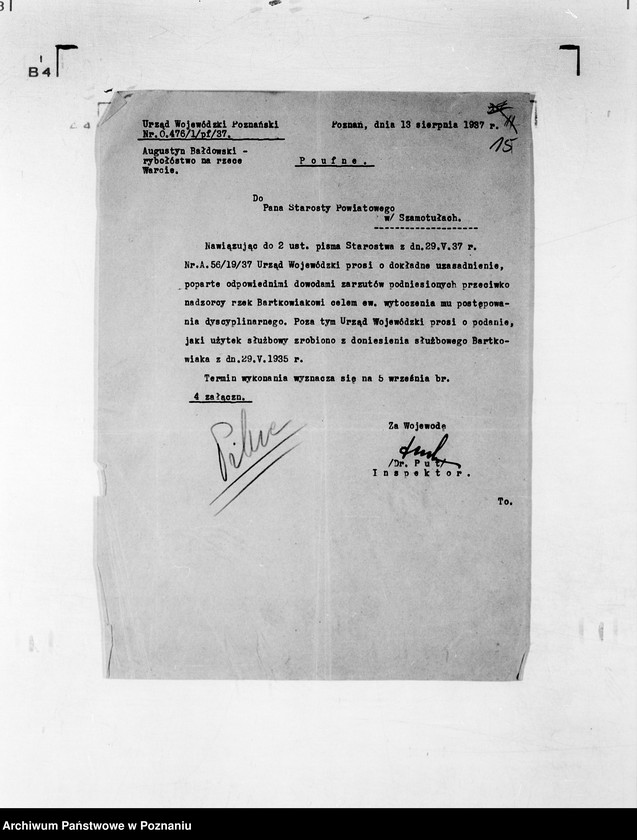 B4
Urząd Wojewódzki Poznański
Nr.O.476/1/pf/37.
Poznań, dnia 13 sierpnia 1937 r.
15
Augustyn Bałdowski -
rybołóstwo na rzece
Warcie.
Poufne.
Do
Pana Starosty Powiatowego
w/ Szamotułach.
Nawiązując do 2 ust. pisma Starostwa z dn.29.V.37 r.
Nr.A.56/19/37 Urząd Wojewódzki prosi o dokładne uzasadnienie,
poparte odpowiedniemi dowodami zarzutów podniesionych przeciwko
nadzorcy rzek Bartkowiakowi celem ew. wytoczenia mu postępowa-
nia dyscyplinarnego. Poza tym Urząd Wojewódzki prosi o podanie,
jaki użytek służbowy zrobiono z doniesienia służbowego Bartko-
wiaka z dn.29.V.1935 r.
Termin wykonania wyznacza się na 5 września br.
4 załączn.
Pilne
Za Wojewodę
/Dr. Put/
Inspektor.
To.
Archiwum Państwowe w Poznaniu